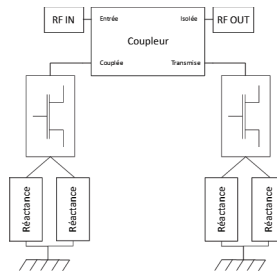 RF IN
Entrée
Isolée
RF OUT
Coupleur
Couplée
Transmise
Réactance
Réactance
Réactance
Réactance